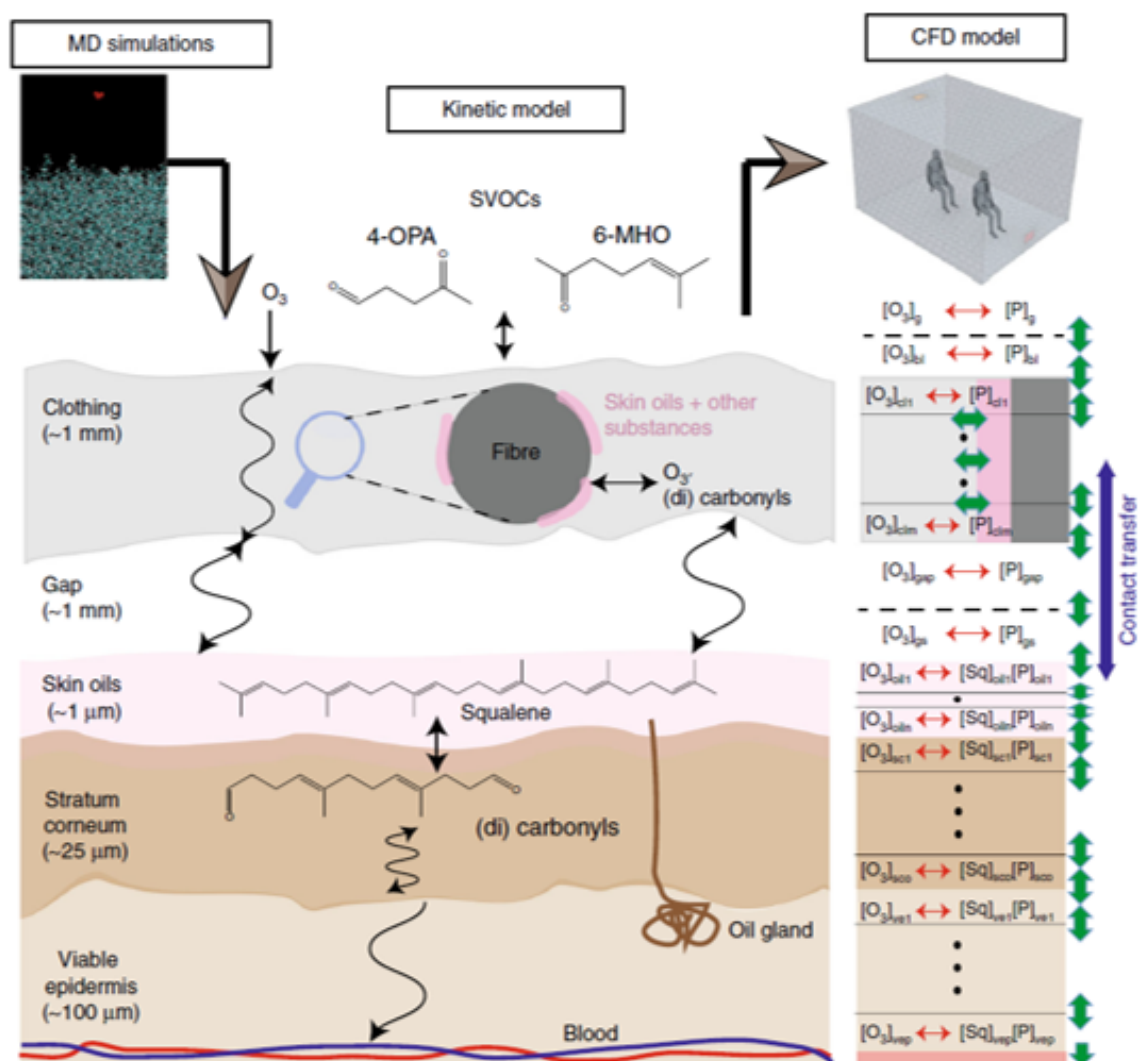 MD simulations
Kinetic model
CFD model
SVOCs
4-OPA
6-MHO
O
O
O
O₃
Clothing
(~1 mm)
Fibre
Skin oils + other
substances
O₃,
(di) carbonyls
Gap
(~1 mm)
Skin oils
(~1 μm)
Squalene
O
O
Stratum
corneum
(~25 μm)
(di) carbonyls
Oil gland
Viable
epidermis
(~100 μm)
Blood
[O₃]g [P]g
[O₃]bl [P]bl
[O₃]cl1 [P]cl1
[O₃]clm [P]clm
[O₃]gap [P]gap
[O₃]gs [P]gs
[O₃]oil1 [Sq]oil1[P]oil1
[O₃]oiln [Sq]oiln[P]oiln
[O₃]sc1 [Sq]sc1[P]sc1
[O₃]sco [Sq]sco[P]sco
[O₃]ve1 [Sq]ve1[P]ve1
[O₃]vep [Sq]vep[P]vep
Contact transfer